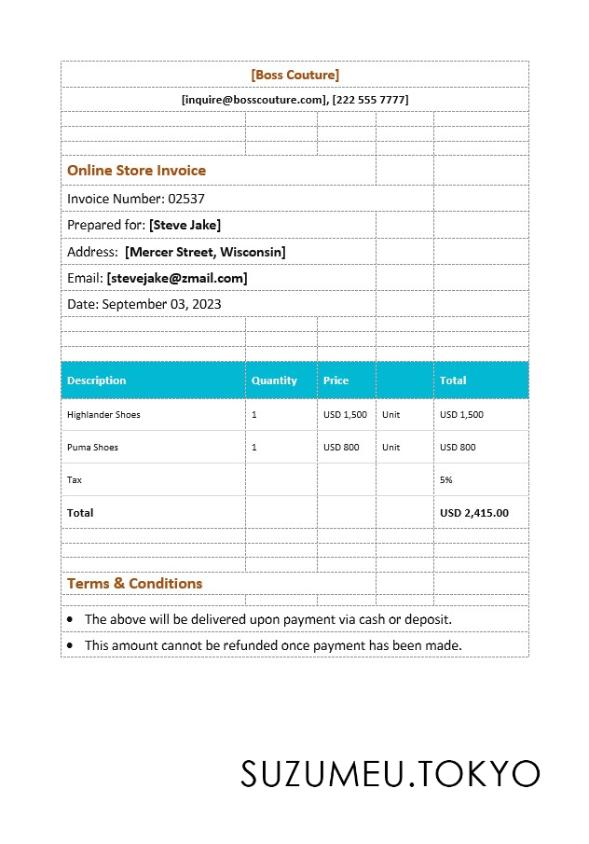 [Boss Couture]
[inquire@bosscouture.com], [222 555 7777]
Online Store Invoice
Invoice Number: 02537
Prepared for: [Steve Jake]
Address: [Mercer Street, Wisconsin]
Email: [stevejake@zmail.com]
Date: September 03, 2023
Description Quantity Price Total
Highlander Shoes 1 USD 1,500 Unit USD 1,500
Puma Shoes 1 USD 800 Unit USD 800
Tax 5%
Total USD 2,415.00
Terms & Conditions
• The above will be delivered upon payment via cash or deposit.
• This amount cannot be refunded once payment has been made.
SUZUMEU.TOKYO